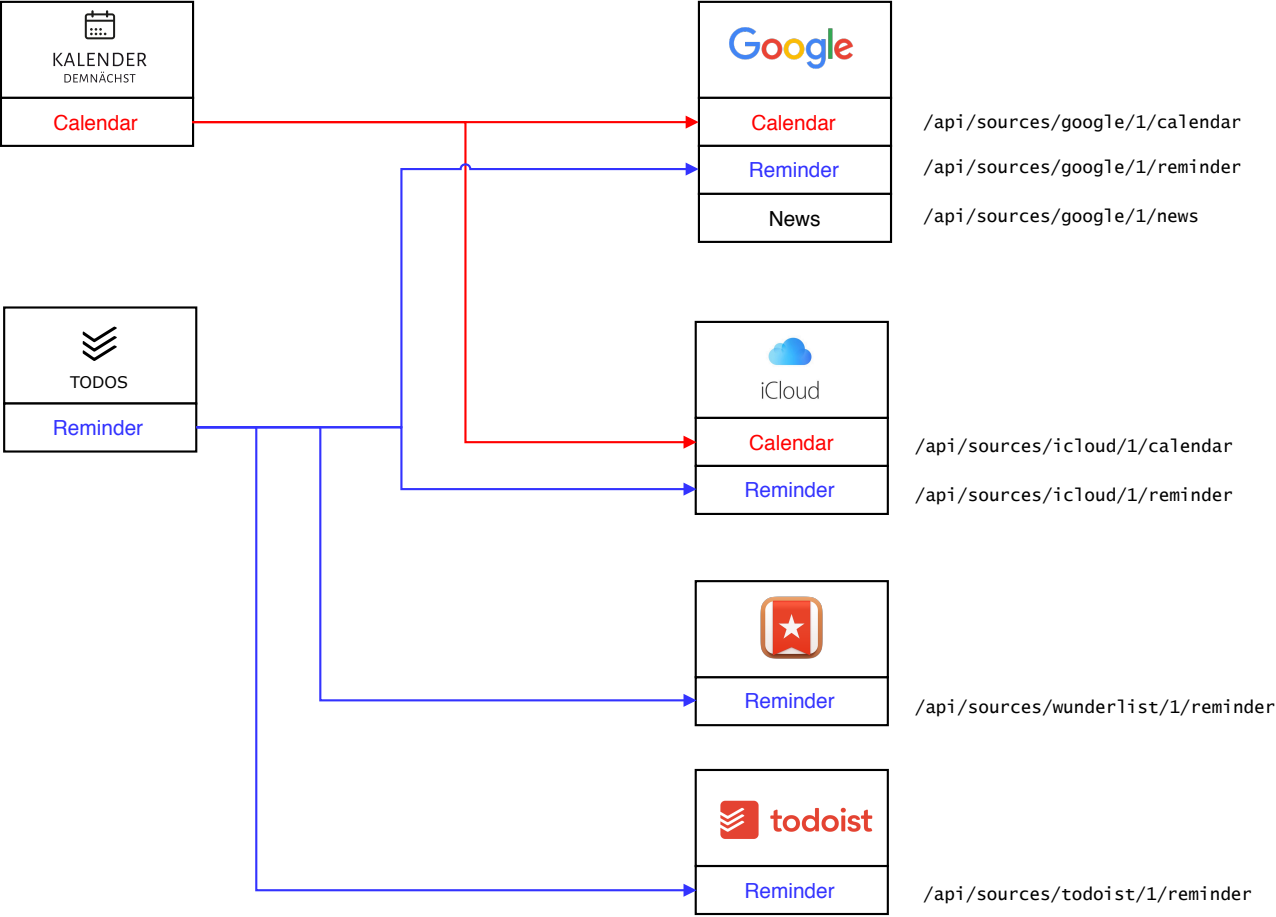 KALENDER
DEMNÄCHST
Calendar
Google
Calendar
/api/sources/google/1/calendar
Reminder
/api/sources/google/1/reminder
News
/api/sources/google/1/news
TODOS
Reminder
iCloud
Calendar
/api/sources/icloud/1/calendar
Reminder
/api/sources/icloud/1/reminder
Reminder
/api/sources/wunderlist/1/reminder
todoist
Reminder
/api/sources/todoist/1/reminder